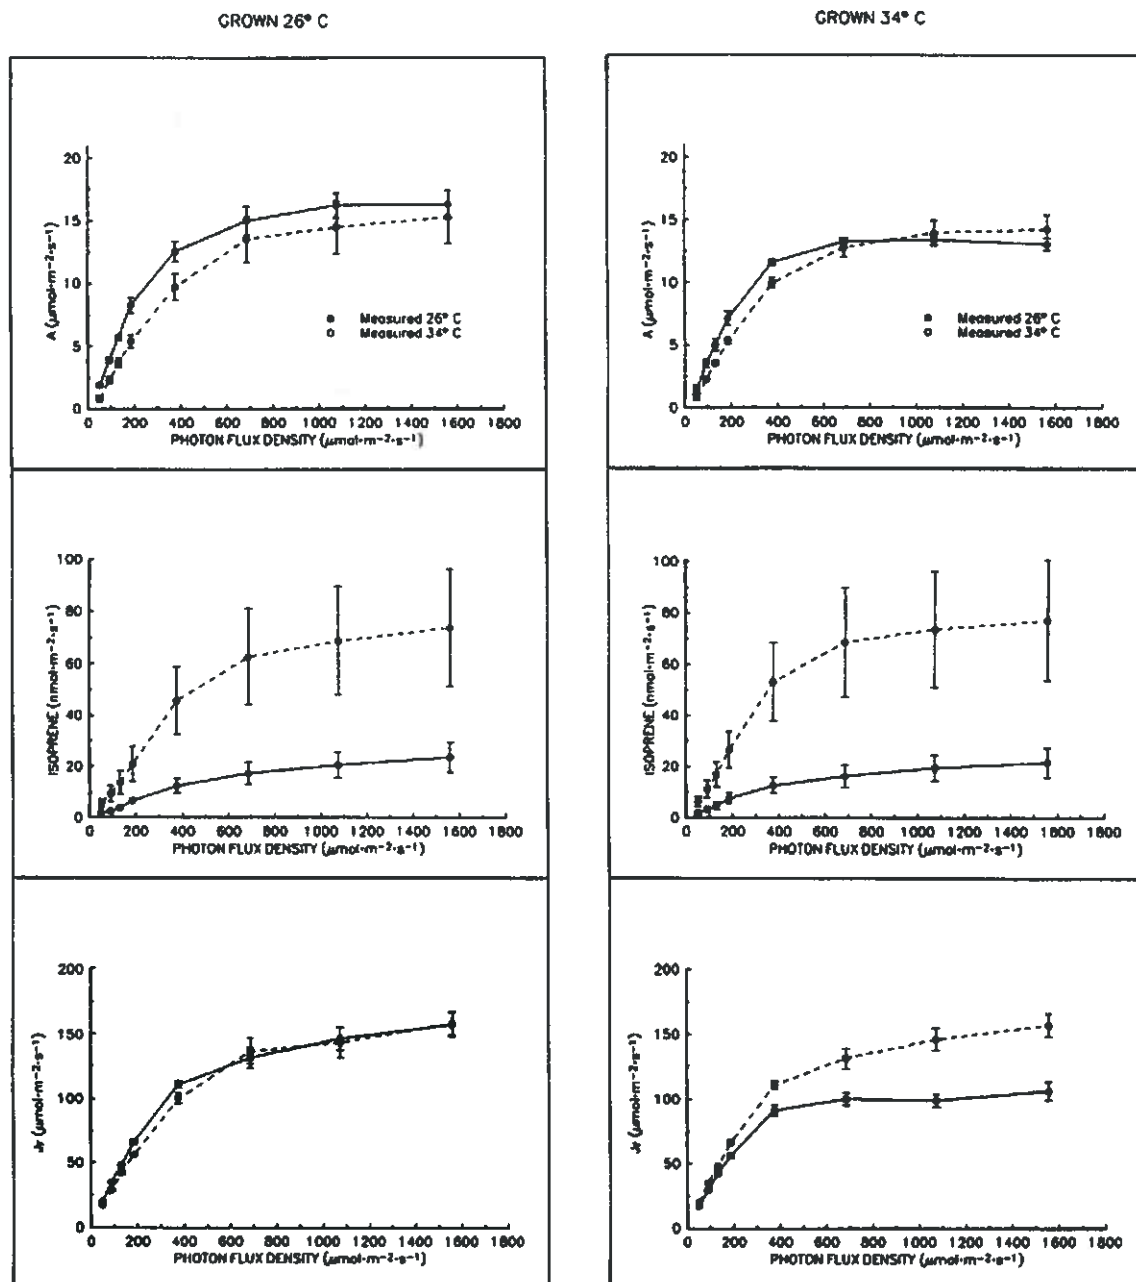 GROWN 26° C
GROWN 34° C
20
15
10
5
0
A (μmol·m⁻²·s⁻¹)
Measured 26° C
Measured 34° C
0 200 400 600 800 1000 1200 1400 1600 1800
PHOTON FLUX DENSITY (μmol·m⁻²·s⁻¹)
20
15
10
5
0
A (μmol·m⁻²·s⁻¹)
Measured 26° C
Measured 34° C
0 200 400 600 800 1000 1200 1400 1600 1800
PHOTON FLUX DENSITY (μmol·m⁻²·s⁻¹)
100
80
60
40
20
0
ISOPRENE (nmol·m⁻²·s⁻¹)
0 200 400 600 800 1000 1200 1400 1600 1800
PHOTON FLUX DENSITY (μmol·m⁻²·s⁻¹)
100
80
60
40
20
0
ISOPRENE (nmol·m⁻²·s⁻¹)
0 200 400 600 800 1000 1200 1400 1600 1800
PHOTON FLUX DENSITY (μmol·m⁻²·s⁻¹)
200
150
100
50
0
(μmol·m⁻²·s⁻¹)
0 200 400 600 800 1000 1200 1400 1600 1800
PHOTON FLUX DENSITY (μmol·m⁻²·s⁻¹)
200
150
100
50
0
(μmol·m⁻²·s⁻¹)
0 200 400 600 800 1000 1200 1400 1600 1800
PHOTON FLUX DENSITY (μmol·m⁻²·s⁻¹)